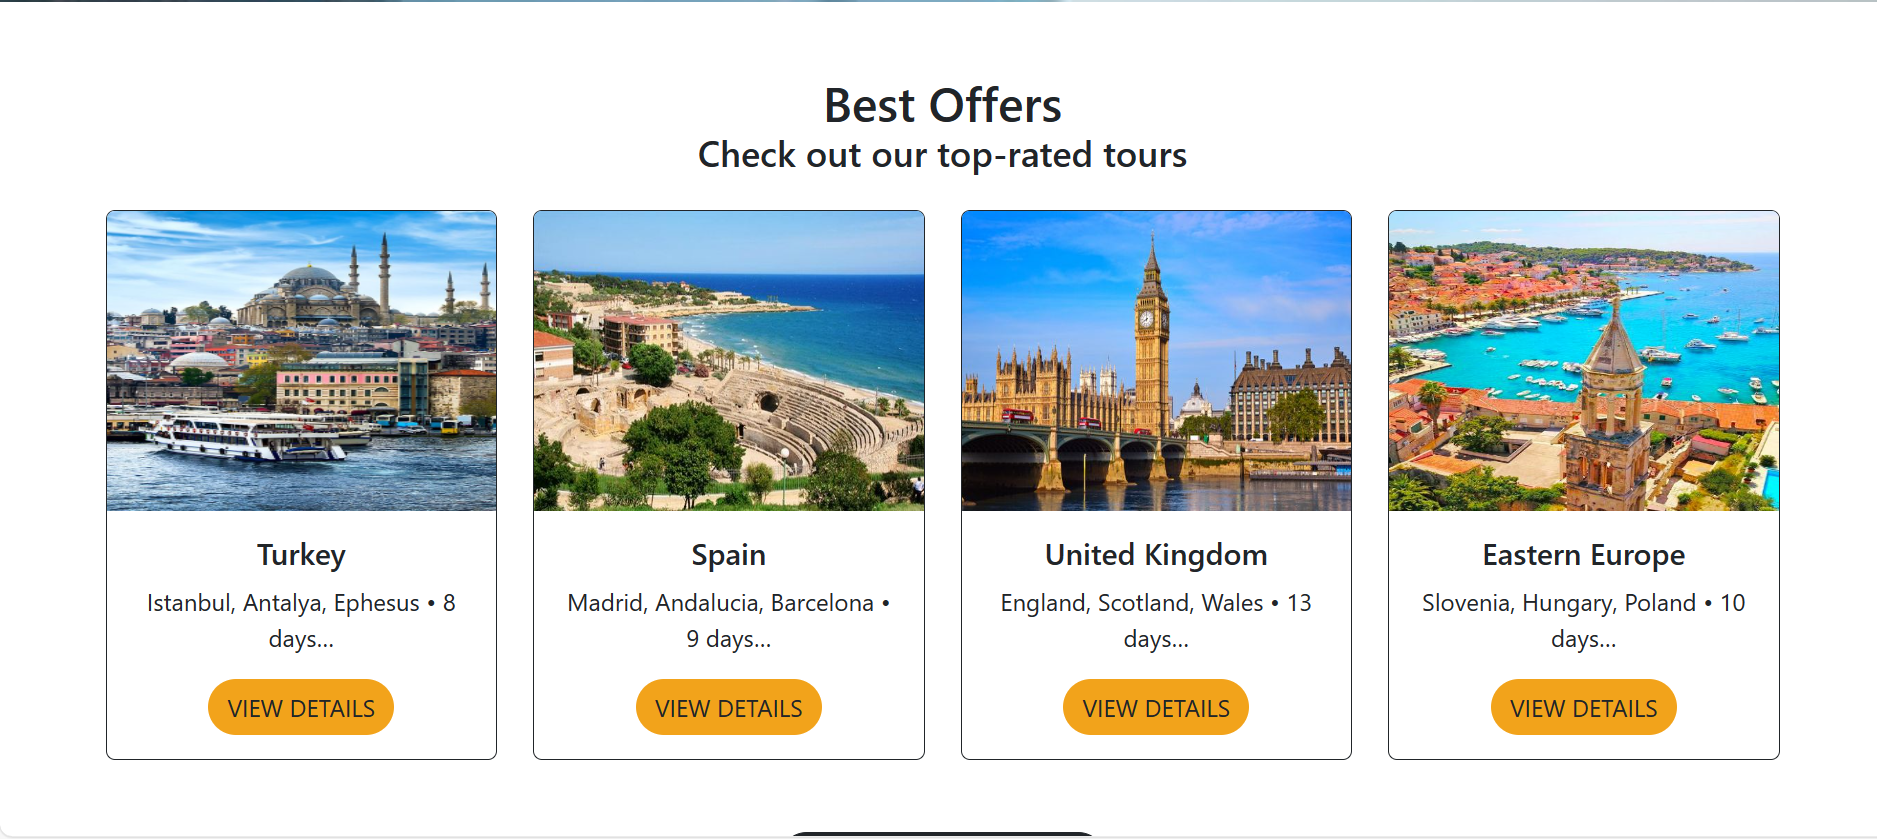 Best Offers
Check out our top-rated tours
Turkey
Istanbul, Antalya, Ephesus • 8
days...
VIEW DETAILS
Spain
Madrid, Andalucia, Barcelona •
9 days...
VIEW DETAILS
United Kingdom
England, Scotland, Wales • 13
days...
VIEW DETAILS
Eastern Europe
Slovenia, Hungary, Poland • 10
days...
VIEW DETAILS